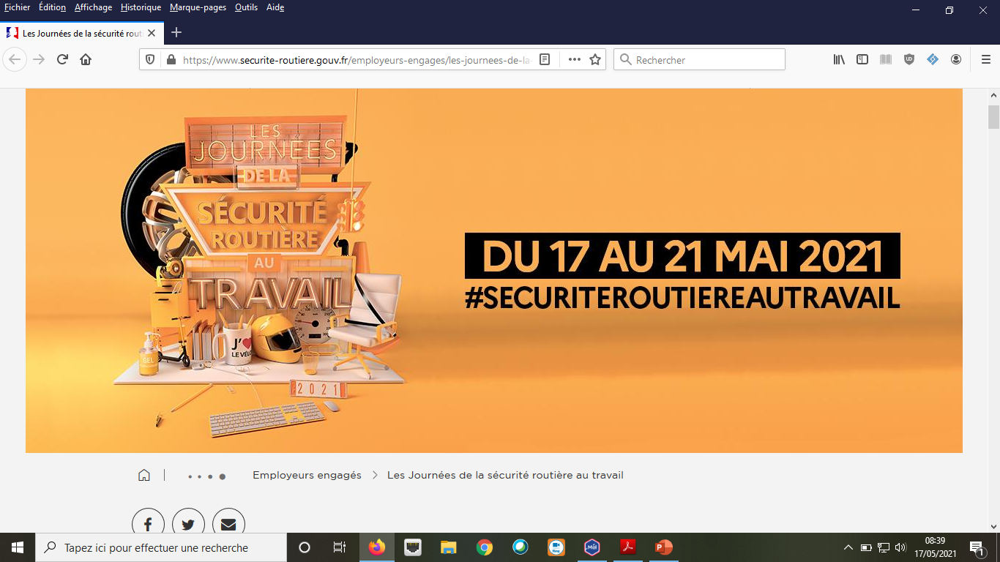 Fichier Édition Affichage Historique Marque-pages Outils Aide
Les Journées de la sécurité rout
https://www.securite-routiere.gouv.fr/employeurs-engages/les-journees-de-la
Rechercher
LES
JOURNÉES
DE LA
SÉCURITÉ
ROUTIÈRE
AU
TRAVAIL
GEL
J'
LE VÉLO
2021
DU 17 AU 21 MAI 2021
#SECURITEROUTIEREAUTRAVAIL
Employeurs engagés > Les Journées de la sécurité routière au travail
Tapez ici pour effectuer une recherche
08:39
17/05/2021
1